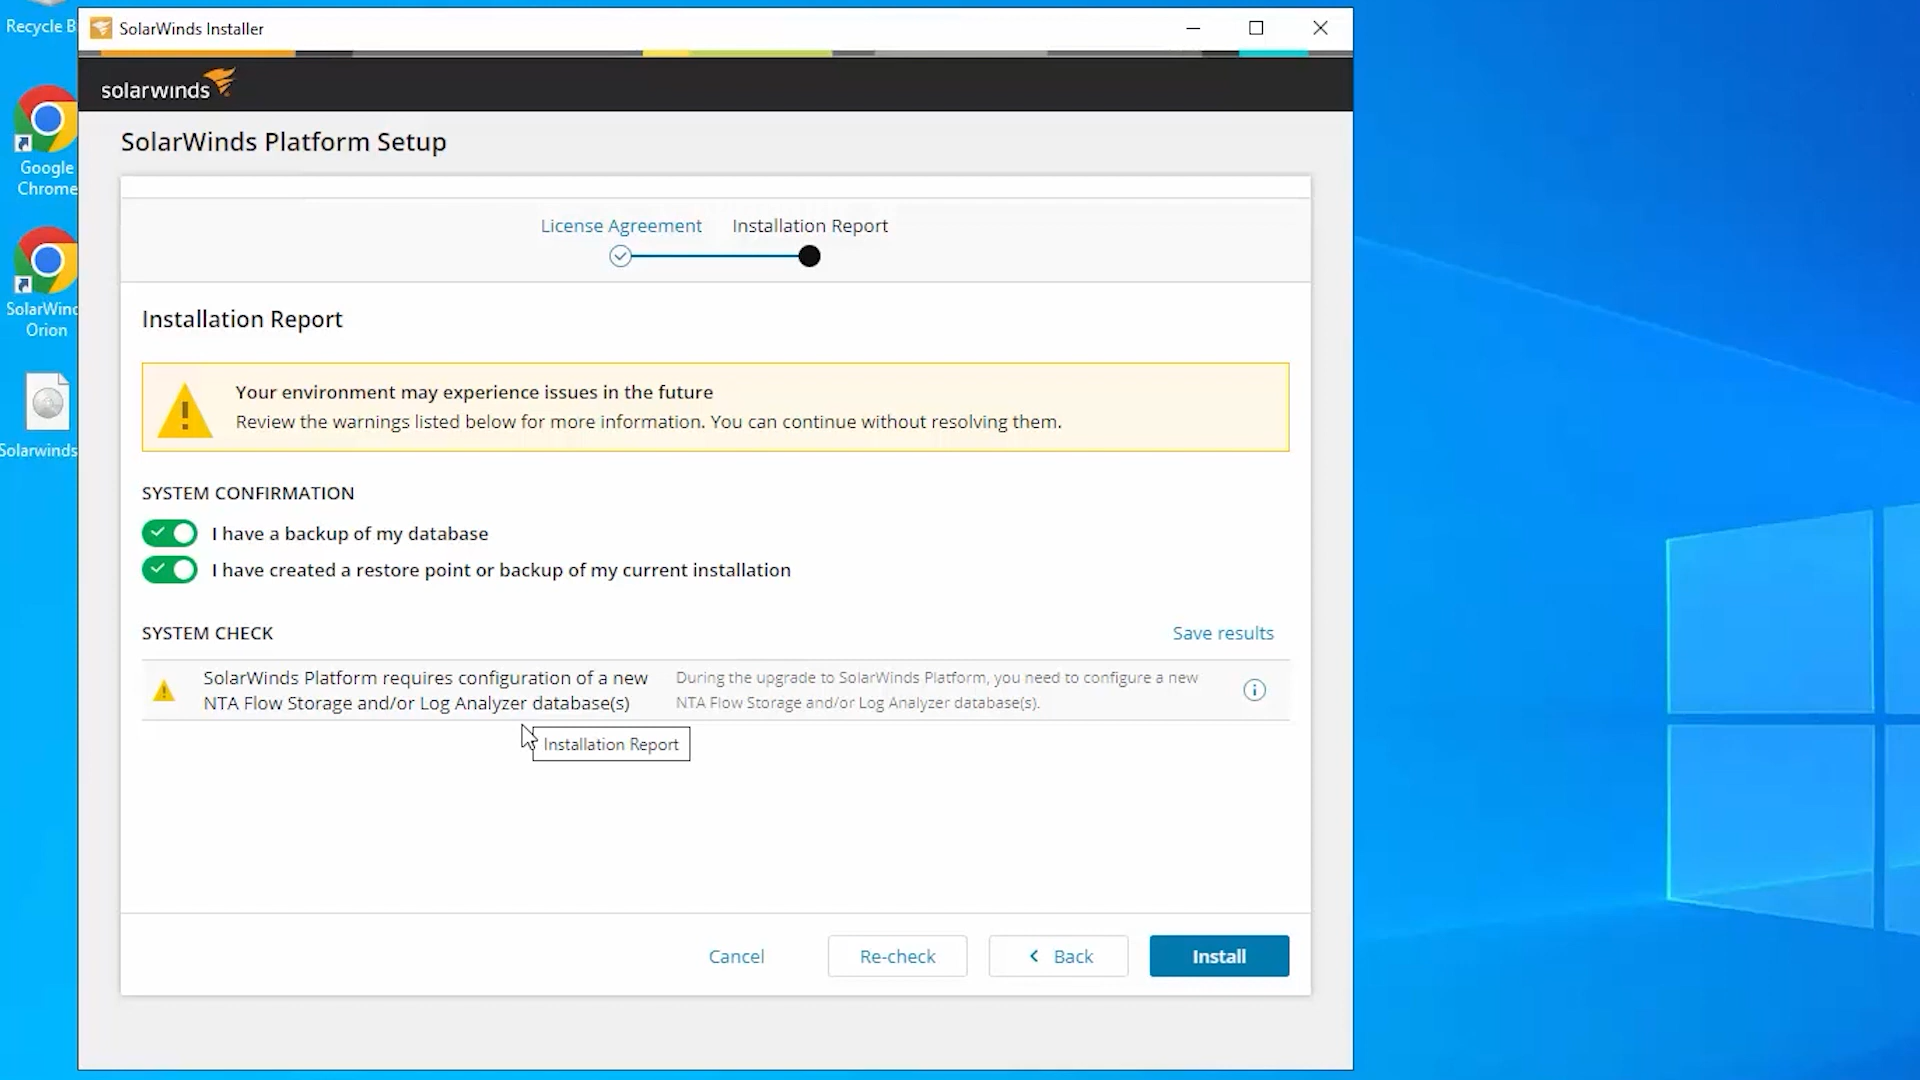 Recycle B
SolarWinds Installer
solarwinds
Google
Chrome
SolarWinds Platform Setup
License Agreement
Installation Report
SolarWind
Orion
Installation Report
Your environment may experience issues in the future
Review the warnings listed below for more information. You can continue without resolving them.
Solarwinds
SYSTEM CONFIRMATION
I have a backup of my database
I have created a restore point or backup of my current installation
SYSTEM CHECK
Save results
SolarWinds Platform requires configuration of a new
NTA Flow Storage and/or Log Analyzer database(s)
During the upgrade to SolarWinds Platform, you need to configure a new
NTA Flow Storage and/or Log Analyzer database(s).
Installation Report
Cancel
Re-check
Back
Install